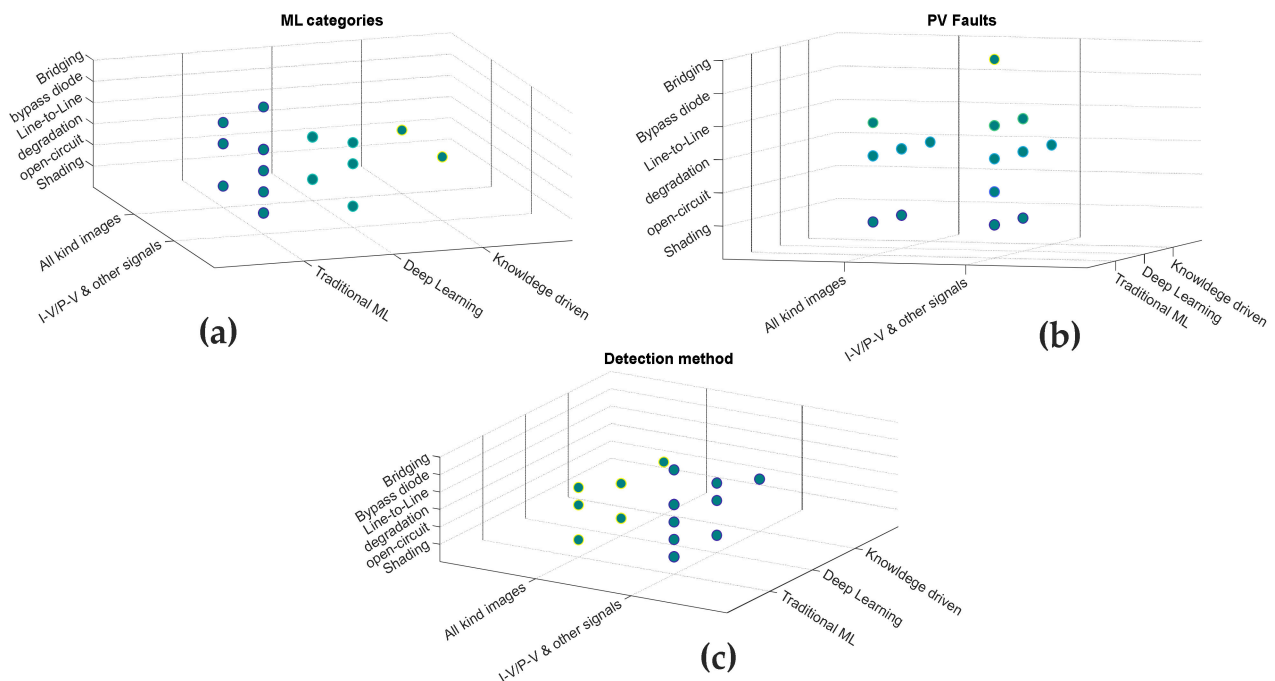 ML categories
Bridging
bypass diode
Line-to-Line
degradation
open-circuit
Shading
All kind images
I-V/P-V & other signals
Traditional ML
Deep Learning
Knowldege driven
(a)
PV Faults
Bridging
Bypass diode
Line-to-Line
degradation
open-circuit
Shading
All kind images
I-V/P-V & other signals
Traditional ML
Deep Learning
Knowldege driven
(b)
Detection method
Bridging
Bypass diode
Line-to-Line
degradation
open-circuit
Shading
All kind images
I-V/P-V & other signals
Traditional ML
Deep Learning
Knowldege driven
(c)